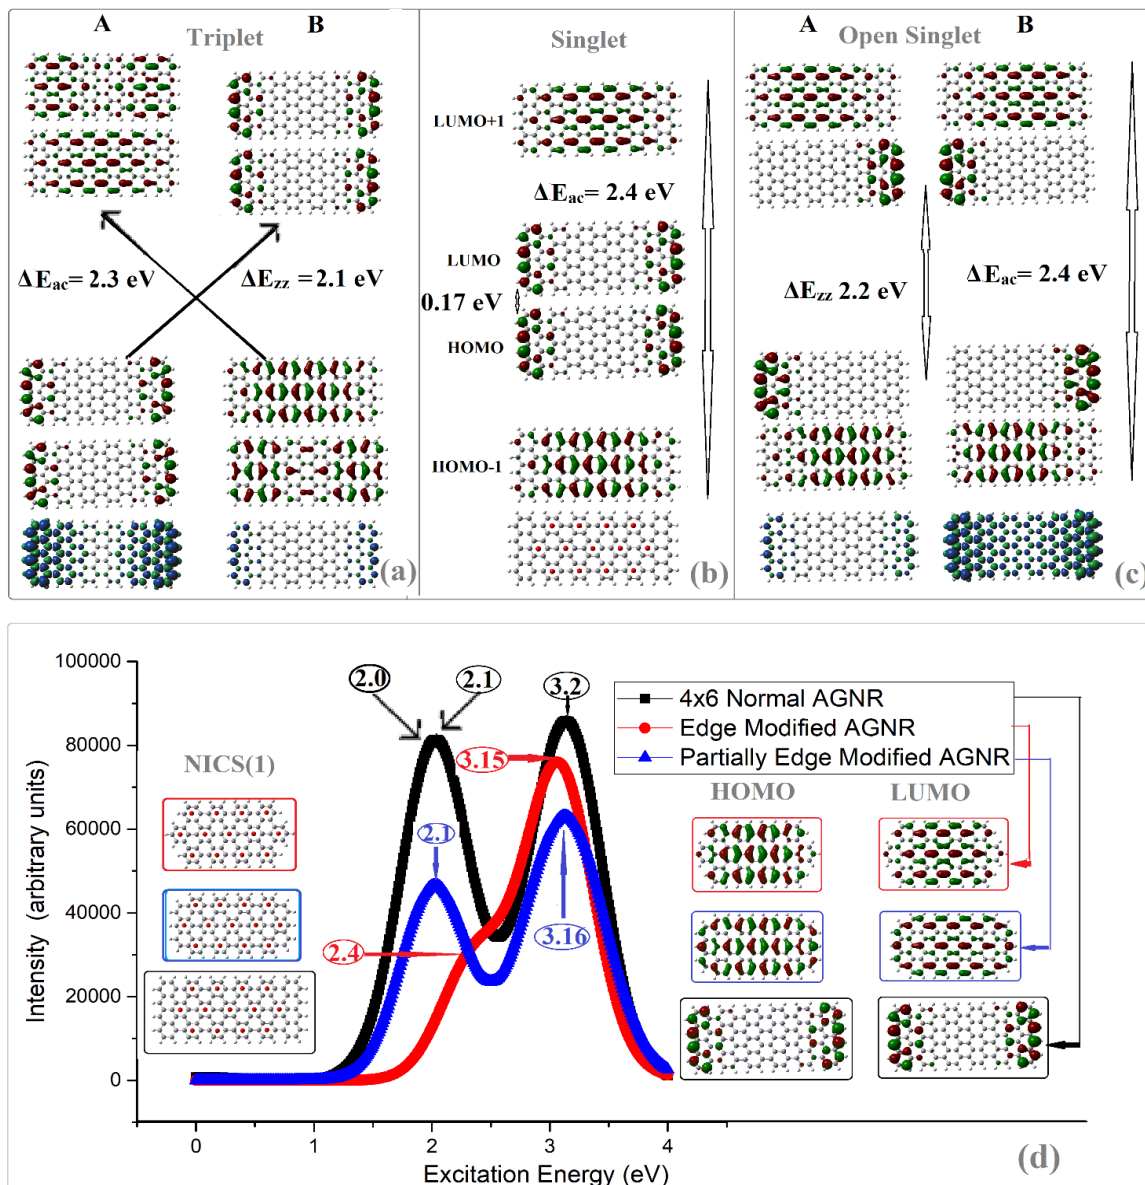 A
Triplet
B
ΔEac= 2.3 eV
ΔEzz = 2.1 eV
(a)
Singlet
LUMO+1
ΔEac= 2.4 eV
LUMO
0.17 eV
HOMO
HOMO-1
(b)
A
Open Singlet
B
ΔEzz 2.2 eV
ΔEac= 2.4 eV
(c)
100000
80000
60000
40000
20000
0
Intensity (arbitrary units)
0
1
2
3
4
Excitation Energy (eV)
2.0
2.1
3.2
3.15
2.1
2.4
3.16
NICS(1)
4x6 Normal AGNR
Edge Modified AGNR
Partially Edge Modified AGNR
HOMO
LUMO
(d)